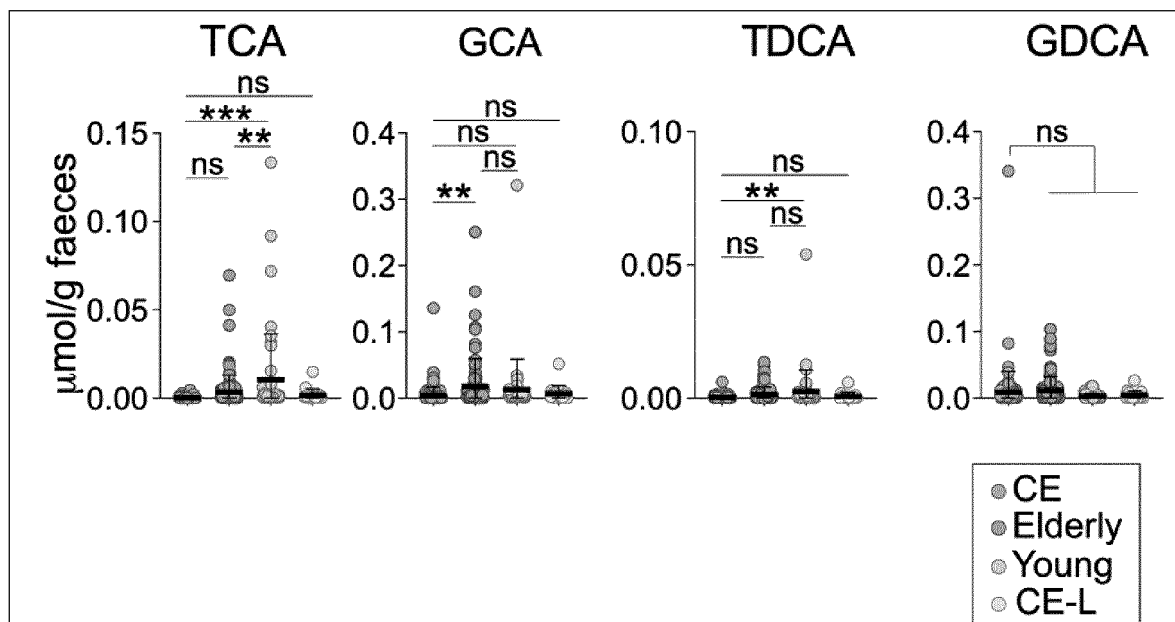 TCA GCA TDCA GDCA
μmol/g faeces
ns
***
**
ns
0.15
0.10
0.05
0.00
ns
ns
ns
**
0.4
0.3
0.2
0.1
0.0
ns
**
ns
ns
0.10
0.05
0.00
ns
0.4
0.3
0.2
0.1
0.0
CE
Elderly
Young
CE-L